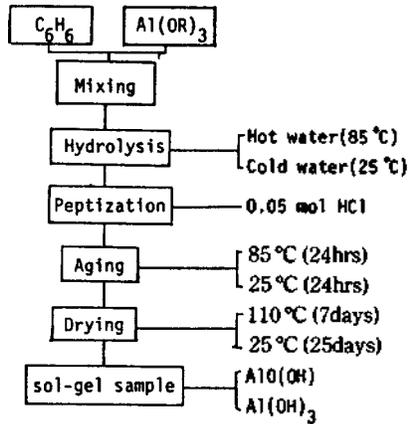 C6H6 Al(OR)3
Mixing
Hydrolysis
Hot water(85℃)
Cold water(25℃)
Peptization
0.05 mol HCl
Aging
85℃ (24hrs)
25℃ (24hrs)
Drying
110℃ (7days)
25℃ (25days)
sol-gel sample
AlO(OH)
Al(OH)3